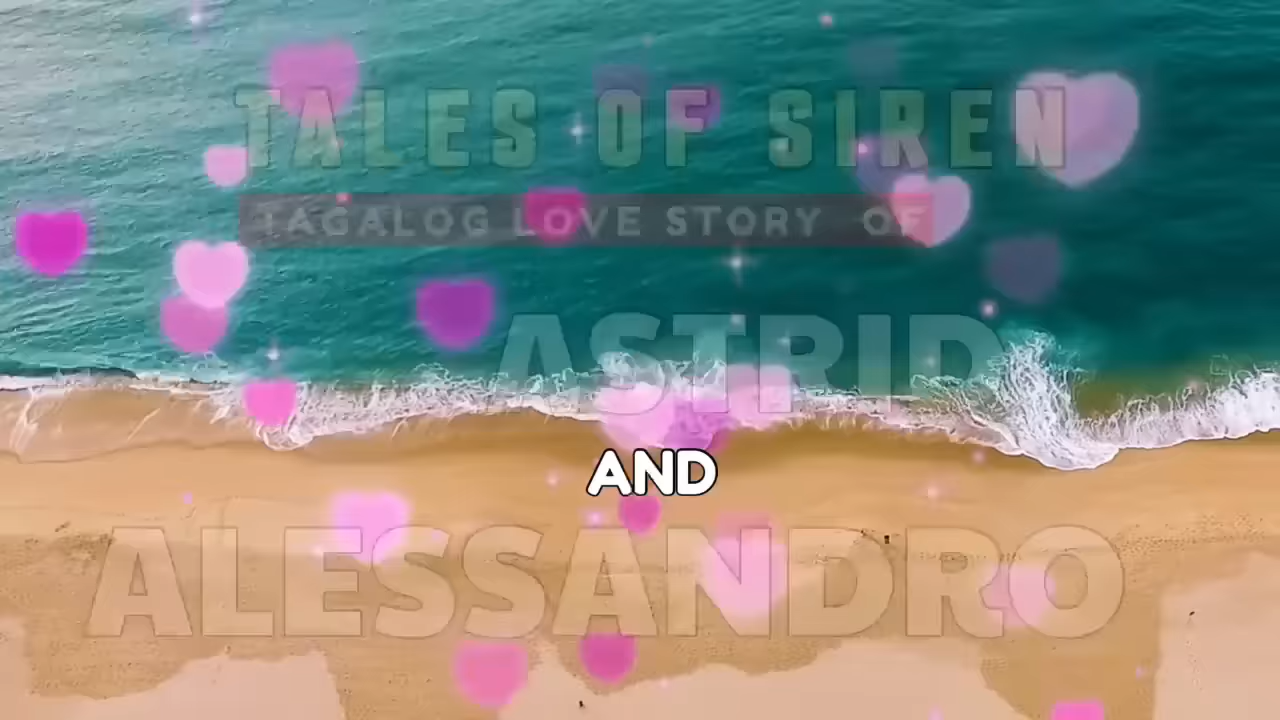 TALES OF SIREN
TAGALOG LOVE STORY OF
ASTRID
AND
ALESSANDRO